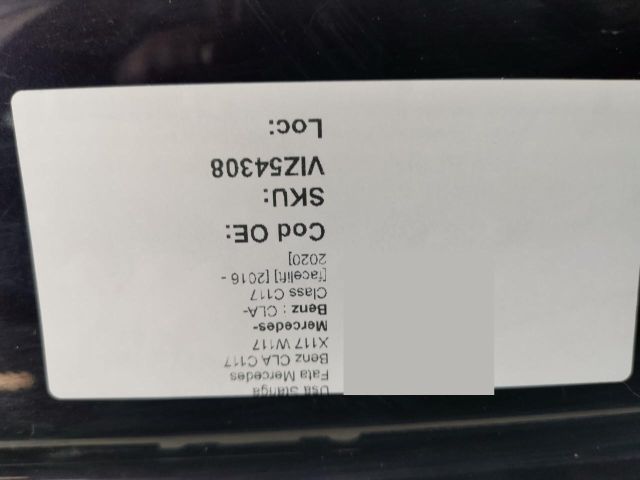 Usa Stanga
Fata Mercedes
Benz CLA C117
X117 W117
Mercedes-
Benz : CLA-
Class C117
[facelift] [2016 -
2020]
Cod OE:
SKU:
VIZ54308
Loc: